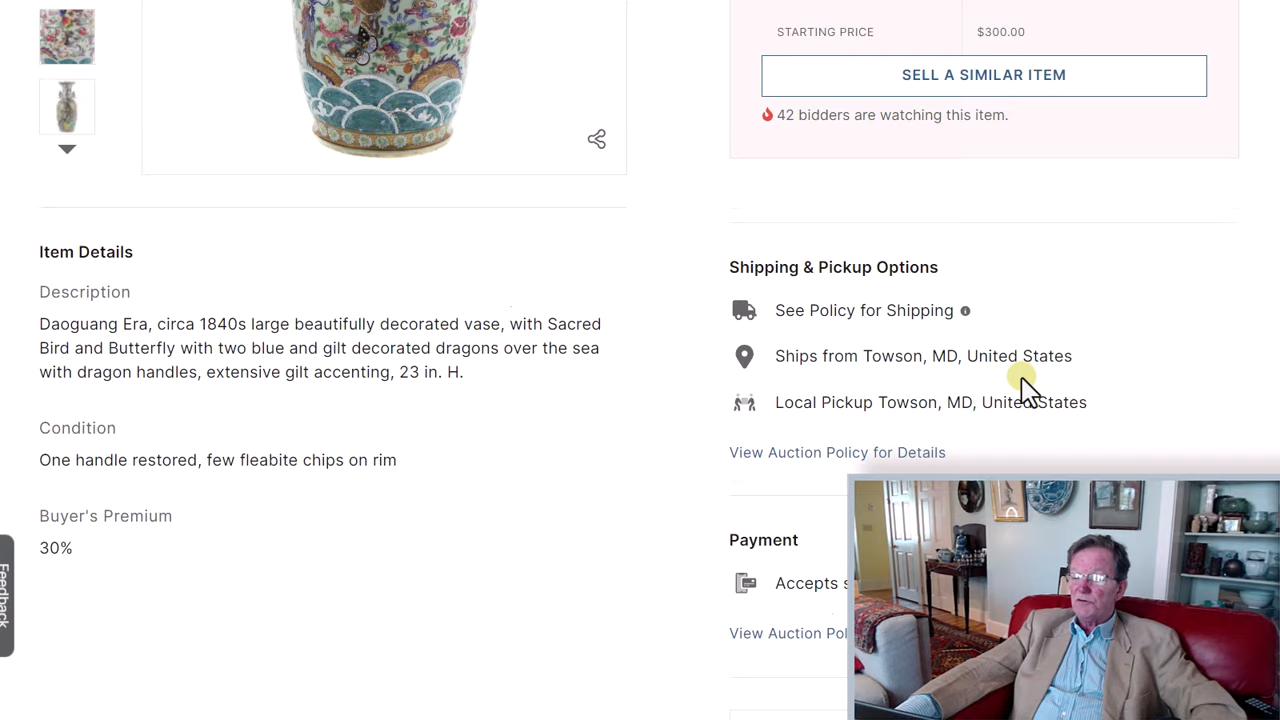 STARTING PRICE
$300.00
SELL A SIMILAR ITEM
42 bidders are watching this item.
Item Details
Description
Daoguang Era, circa 1840s large beautifully decorated vase, with Sacred
Bird and Butterfly with two blue and gilt decorated dragons over the sea
with dragon handles, extensive gilt accenting, 23 in. H.
Condition
One handle restored, few fleabite chips on rim
Buyer's Premium
30%
Feedback
Shipping & Pickup Options
See Policy for Shipping
Ships from Towson, MD, United States
Local Pickup Towson, MD, United States
View Auction Policy for Details
Payment
Accepts s
View Auction Pol